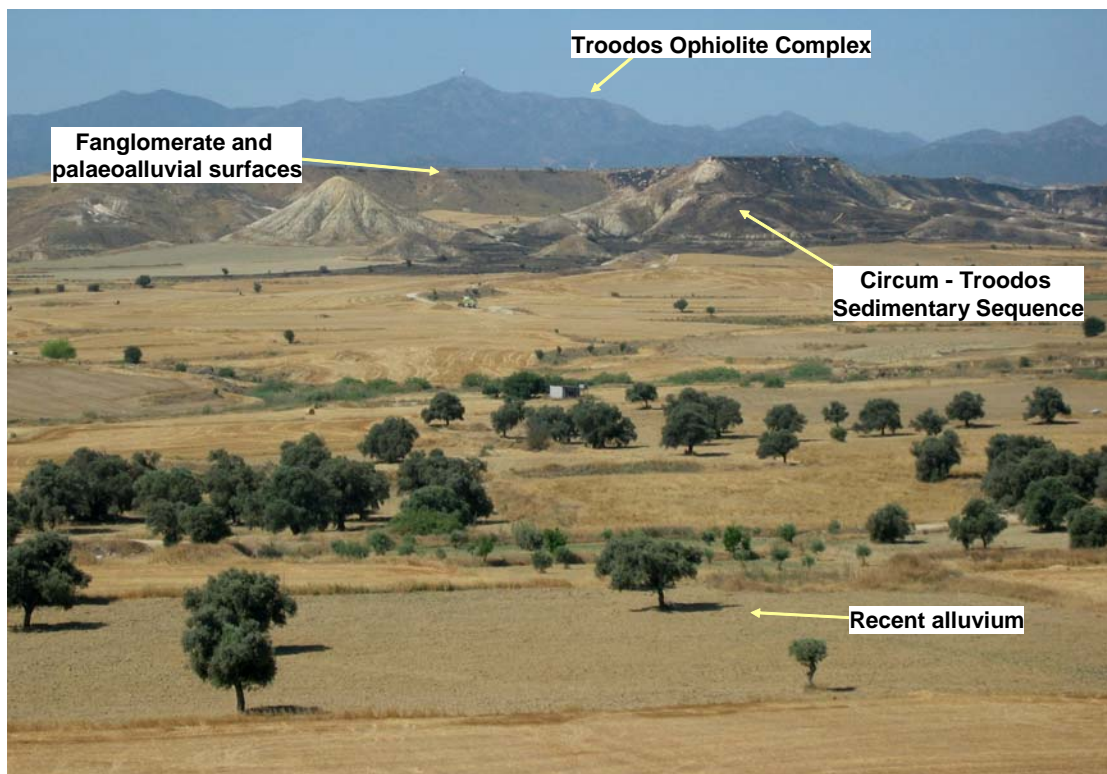 Troodos Ophiolite Complex
Fanglomerate and
palaeoalluvial surfaces
Circum - Troodos
Sedimentary Sequence
Recent alluvium